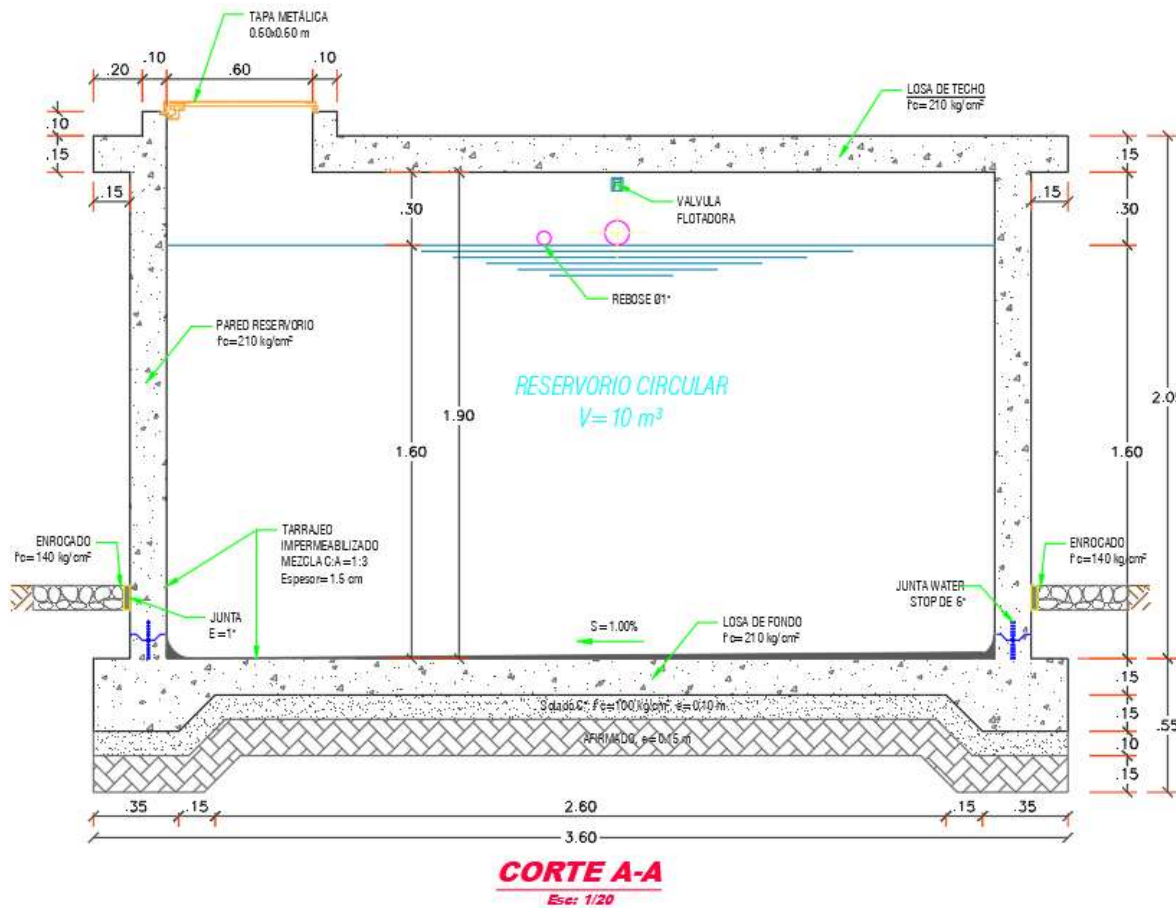 TAPA METÁLICA
0.60x0.60 m
.20
.10
.60
.10
LOSA DE TECHO
f'c=210 kg/cm²
.10
.15
.15
.15
.15
.30
VALVULA
FLOTADORA
.30
REBOSE Ø1"
PARED RESERVORIO
f'c=210 kg/cm²
RESERVORIO CIRCULAR
V= 10 m³
1.90
1.60
1.60
ENROCADO
f'c=140 kg/cm²
TARRAJEO
IMPERMEABILIZADO
MEZCLA C:A=1:3
Espesor=1.5 cm
ENROCADO
f'c=140 kg/cm²
JUNTA WATER
STOP DE 6"
JUNTA
E=1"
S=1.00%
LOSA DE FONDO
f'c=210 kg/cm²
Solado C°, f'c=100 kg/cm², e=0.10 m
AFIRMADO, e=0.15 m
.15
.15
.10
.15
.35
.15
2.60
.15
.35
3.60
CORTE A-A
Esc: 1/20